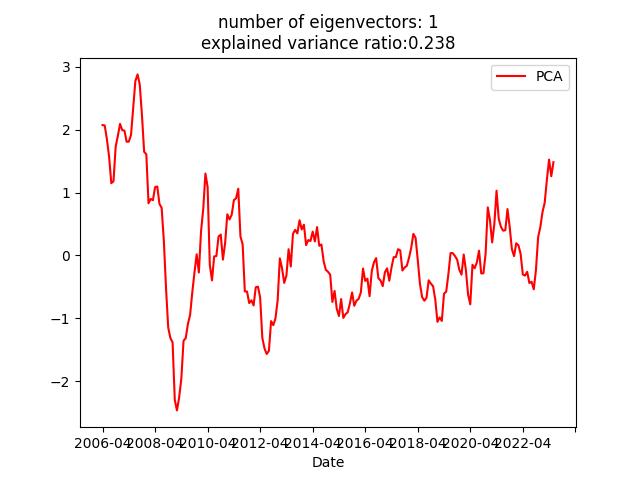 number of eigenvectors: 1
explained variance ratio:0.238
PCA
3
2
1
0
−1
−2
2006-04 2008-04 2010-04 2012-04 2014-04 2016-04 2018-04 2020-04 2022-04
Date